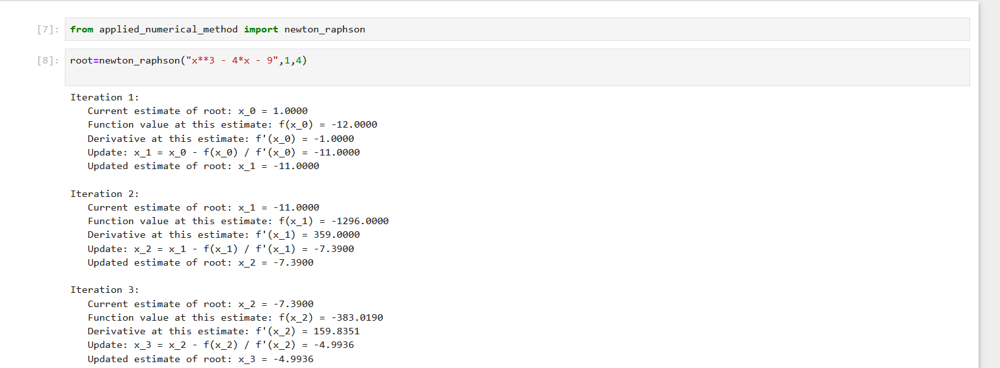 [7]: from applied_numerical_method import newton_raphson
[8]: root=newton_raphson("x**3 - 4*x - 9",1,4)
Iteration 1:
Current estimate of root: x_0 = 1.0000
Function value at this estimate: f(x_0) = -12.0000
Derivative at this estimate: f'(x_0) = -1.0000
Update: x_1 = x_0 - f(x_0) / f'(x_0) = -11.0000
Updated estimate of root: x_1 = -11.0000
Iteration 2:
Current estimate of root: x_1 = -11.0000
Function value at this estimate: f(x_1) = -1296.0000
Derivative at this estimate: f'(x_1) = 359.0000
Update: x_2 = x_1 - f(x_1) / f'(x_1) = -7.3900
Updated estimate of root: x_2 = -7.3900
Iteration 3:
Current estimate of root: x_2 = -7.3900
Function value at this estimate: f(x_2) = -383.0190
Derivative at this estimate: f'(x_2) = 159.8351
Update: x_3 = x_2 - f(x_2) / f'(x_2) = -4.9936
Updated estimate of root: x_3 = -4.9936